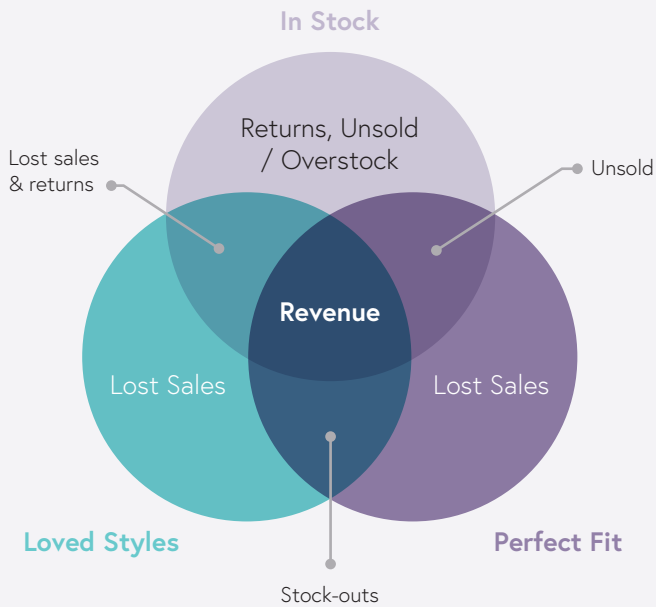 In Stock
Returns, Unsold
/ Overstock
Lost sales
& returns
Unsold
Revenue
Lost Sales
Lost Sales
Loved Styles
Perfect Fit
Stock-outs